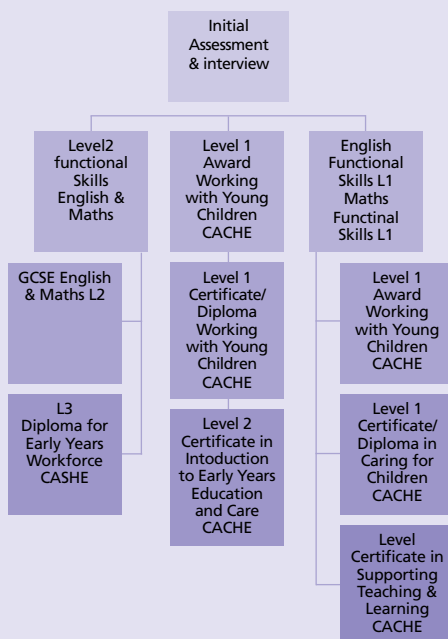 Initial
Assessment
& interview
Level2
functional
Skills
English &
Maths
GCSE English
& Maths L2
L3
Diploma for
Early Years
Workforce
CASHE
Level 1
Award
Working
with Young
Children
CACHE
Level 1
Certificate/
Diploma
Working
with Young
Children
CACHE
Level 2
Certificate in
Intoduction
to Early Years
Education
and Care
CACHE
English
Functional
Skills L1
Maths
Functinal
Skills L1
Level 1
Award
Working
with Young
Children
CACHE
Level 1
Certificate/
Diploma in
Caring for
Children
CACHE
Level
Certificate in
Supporting
Teaching &
Learning
CACHE